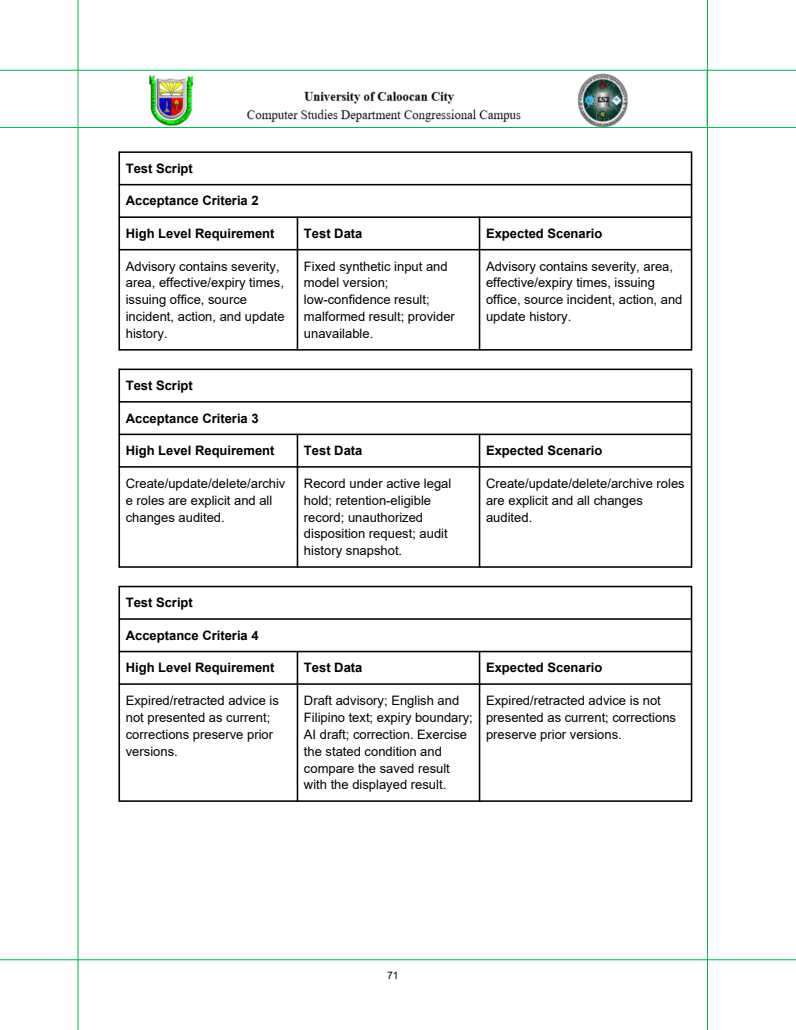 University of Caloocan City
Computer Studies Department Congressional Campus
Test Script
Acceptance Criteria 2
High Level Requirement
Test Data
Expected Scenario
Advisory contains severity,
area, effective/expiry times,
issuing office, source
incident, action, and update
history.
Fixed synthetic input and
model version;
low-confidence result;
malformed result; provider
unavailable.
Advisory contains severity, area,
effective/expiry times, issuing
office, source incident, action, and
update history.
Test Script
Acceptance Criteria 3
High Level Requirement
Test Data
Expected Scenario
Create/update/delete/archiv
e roles are explicit and all
changes audited.
Record under active legal
hold; retention-eligible
record; unauthorized
disposition request; audit
history snapshot.
Create/update/delete/archive roles
are explicit and all changes
audited.
Test Script
Acceptance Criteria 4
High Level Requirement
Test Data
Expected Scenario
Expired/retracted advice is
not presented as current;
corrections preserve prior
versions.
Draft advisory; English and
Filipino text; expiry boundary;
AI draft; correction. Exercise
the stated condition and
compare the saved result
with the displayed result.
Expired/retracted advice is not
presented as current; corrections
preserve prior versions.
71